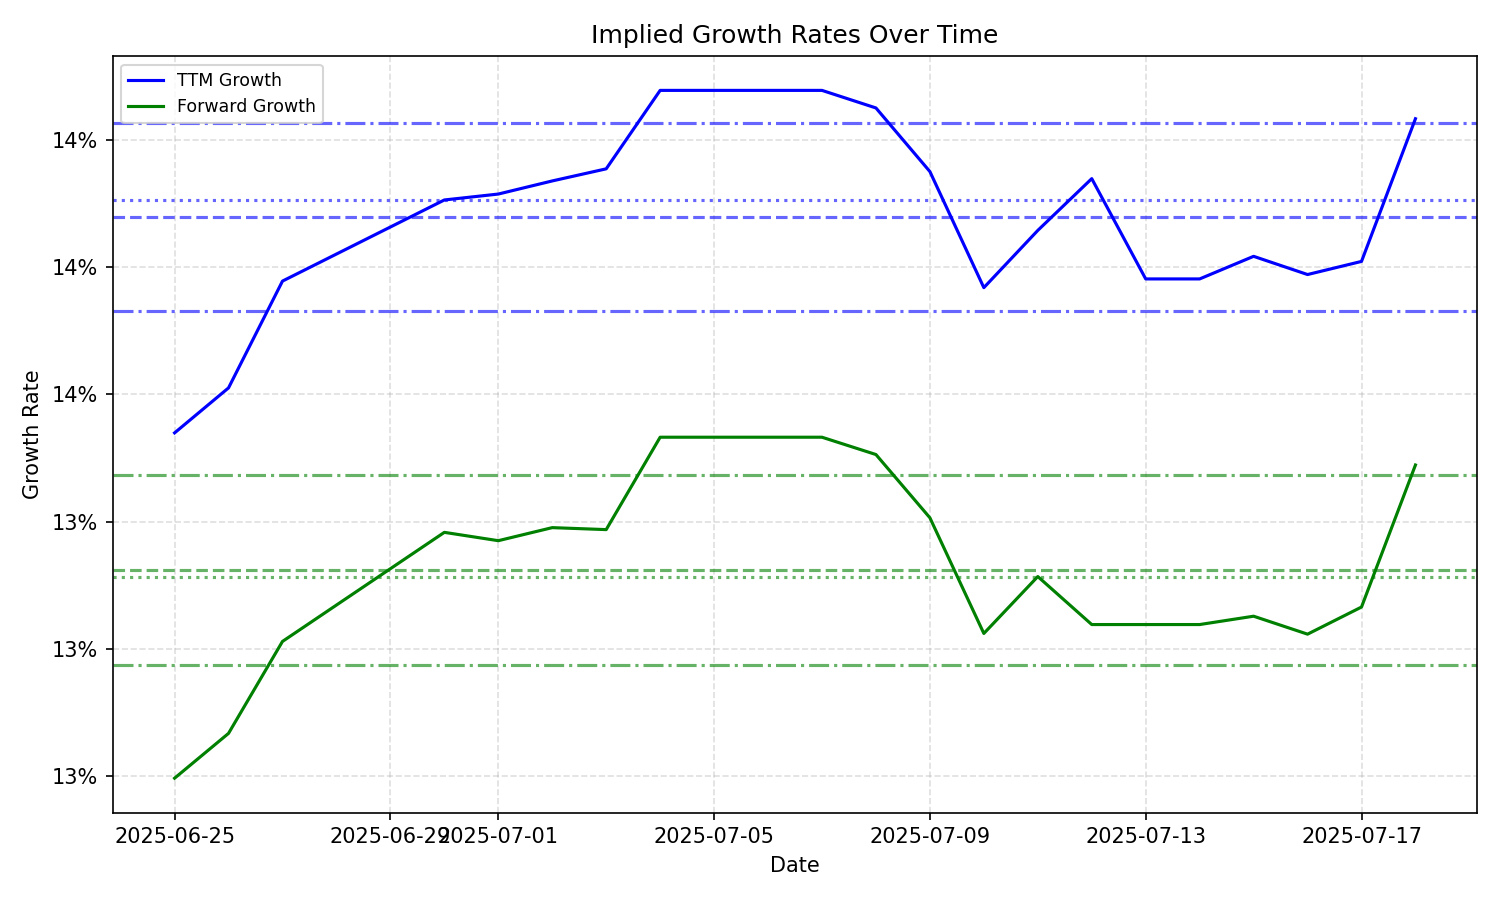 Implied Growth Rates Over Time
TTM Growth
Forward Growth
14%
14%
14%
13%
13%
13%
Growth Rate
2025-06-25
2025-06-29
2025-07-01
2025-07-05
2025-07-09
2025-07-13
2025-07-17
Date